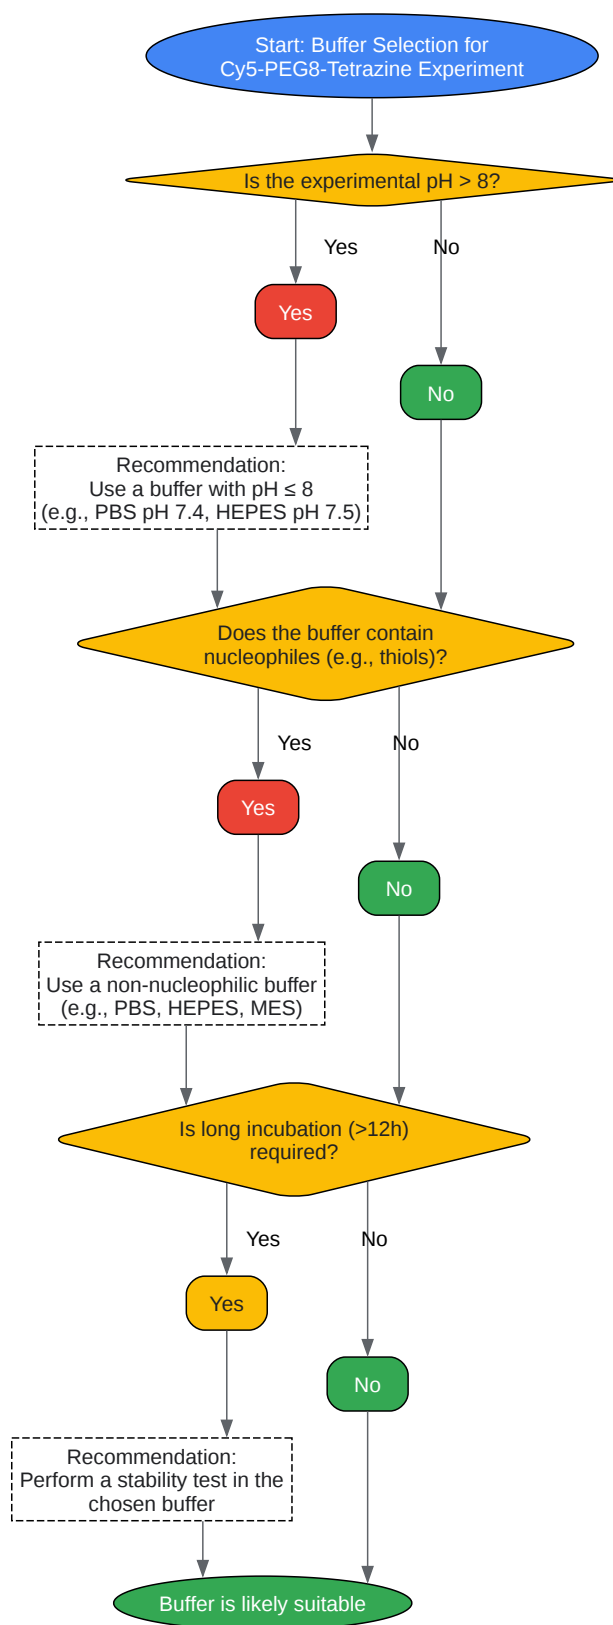 Start: Buffer Selection for
Cy5-PEG8-Tetrazine Experiment
Is the experimental pH > 8?
Yes
No
Yes
No
Recommendation:
Use a buffer with pH ≤ 8
(e.g., PBS pH 7.4, HEPES pH 7.5)
Does the buffer contain
nucleophiles (e.g., thiols)?
Yes
No
Yes
No
Recommendation:
Use a non-nucleophilic buffer
(e.g., PBS, HEPES, MES)
Is long incubation (>12h)
required?
Yes
No
Yes
No
Recommendation:
Perform a stability test in the
chosen buffer
Buffer is likely suitable